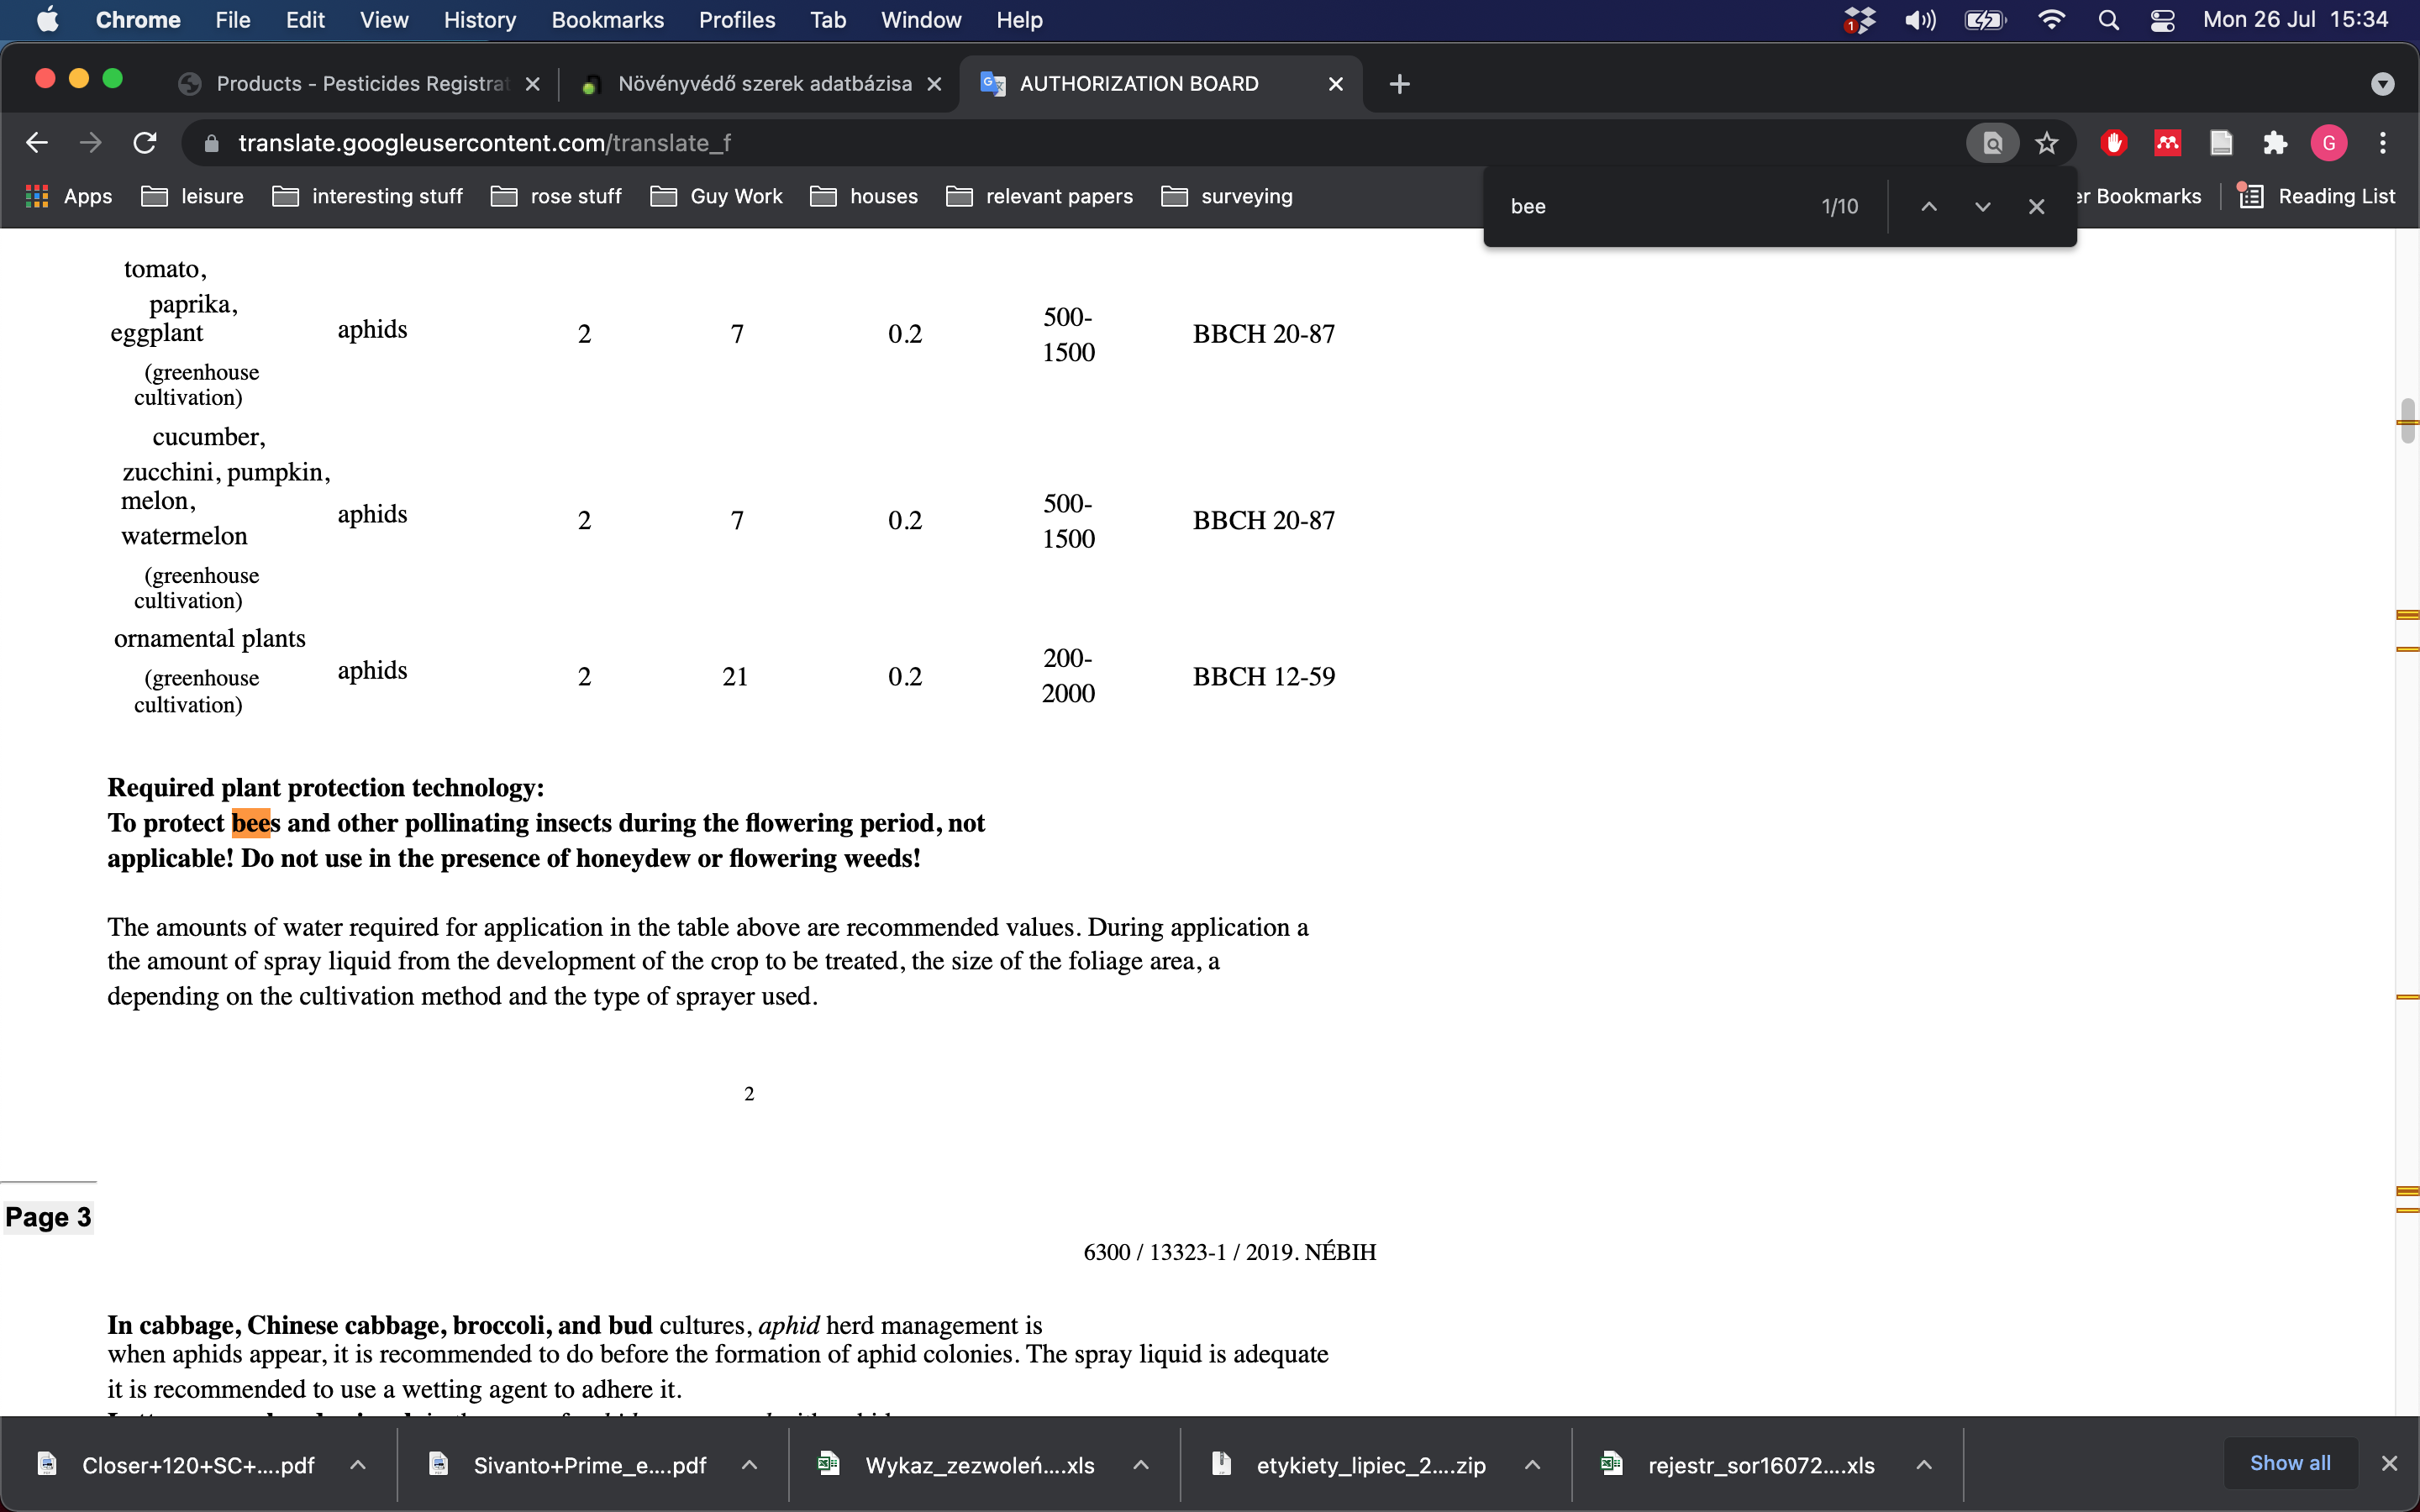 Chrome File Edit View History Bookmarks Profiles Tab Window Help 1 Mon 26 Jul 15:34
Products - Pesticides Registrat Növényvédő szerek adatbázisa AUTHORIZATION BOARD
translate.googleusercontent.com/translate_f G
Apps leisure interesting stuff rose stuff Guy Work houses relevant papers surveying er Bookmarks Reading List
bee 1/10
tomato,
paprika,
eggplant
(greenhouse
cultivation)
aphids 2 7 0.2 500-
1500 BBCH 20-87
cucumber,
zucchini, pumpkin,
melon,
watermelon
(greenhouse
cultivation)
aphids 2 7 0.2 500-
1500 BBCH 20-87
ornamental plants
(greenhouse
cultivation)
aphids 2 21 0.2 200-
2000 BBCH 12-59
Required plant protection technology:
To protect bees and other pollinating insects during the flowering period, not
applicable! Do not use in the presence of honeydew or flowering weeds!
The amounts of water required for application in the table above are recommended values. During application a
the amount of spray liquid from the development of the crop to be treated, the size of the foliage area, a
depending on the cultivation method and the type of sprayer used.
2
Page 3
6300 / 13323-1 / 2019. NÉBIH
In cabbage, Chinese cabbage, broccoli, and bud cultures, aphid herd management is
when aphids appear, it is recommended to do before the formation of aphid colonies. The spray liquid is adequate
it is recommended to use a wetting agent to adhere it.
Closer+120+SC+....pdf Sivanto+Prime_e....pdf Wykaz_zezwoleń....xls etykiety_lipiec_2....zip rejestr_sor16072....xls Show all